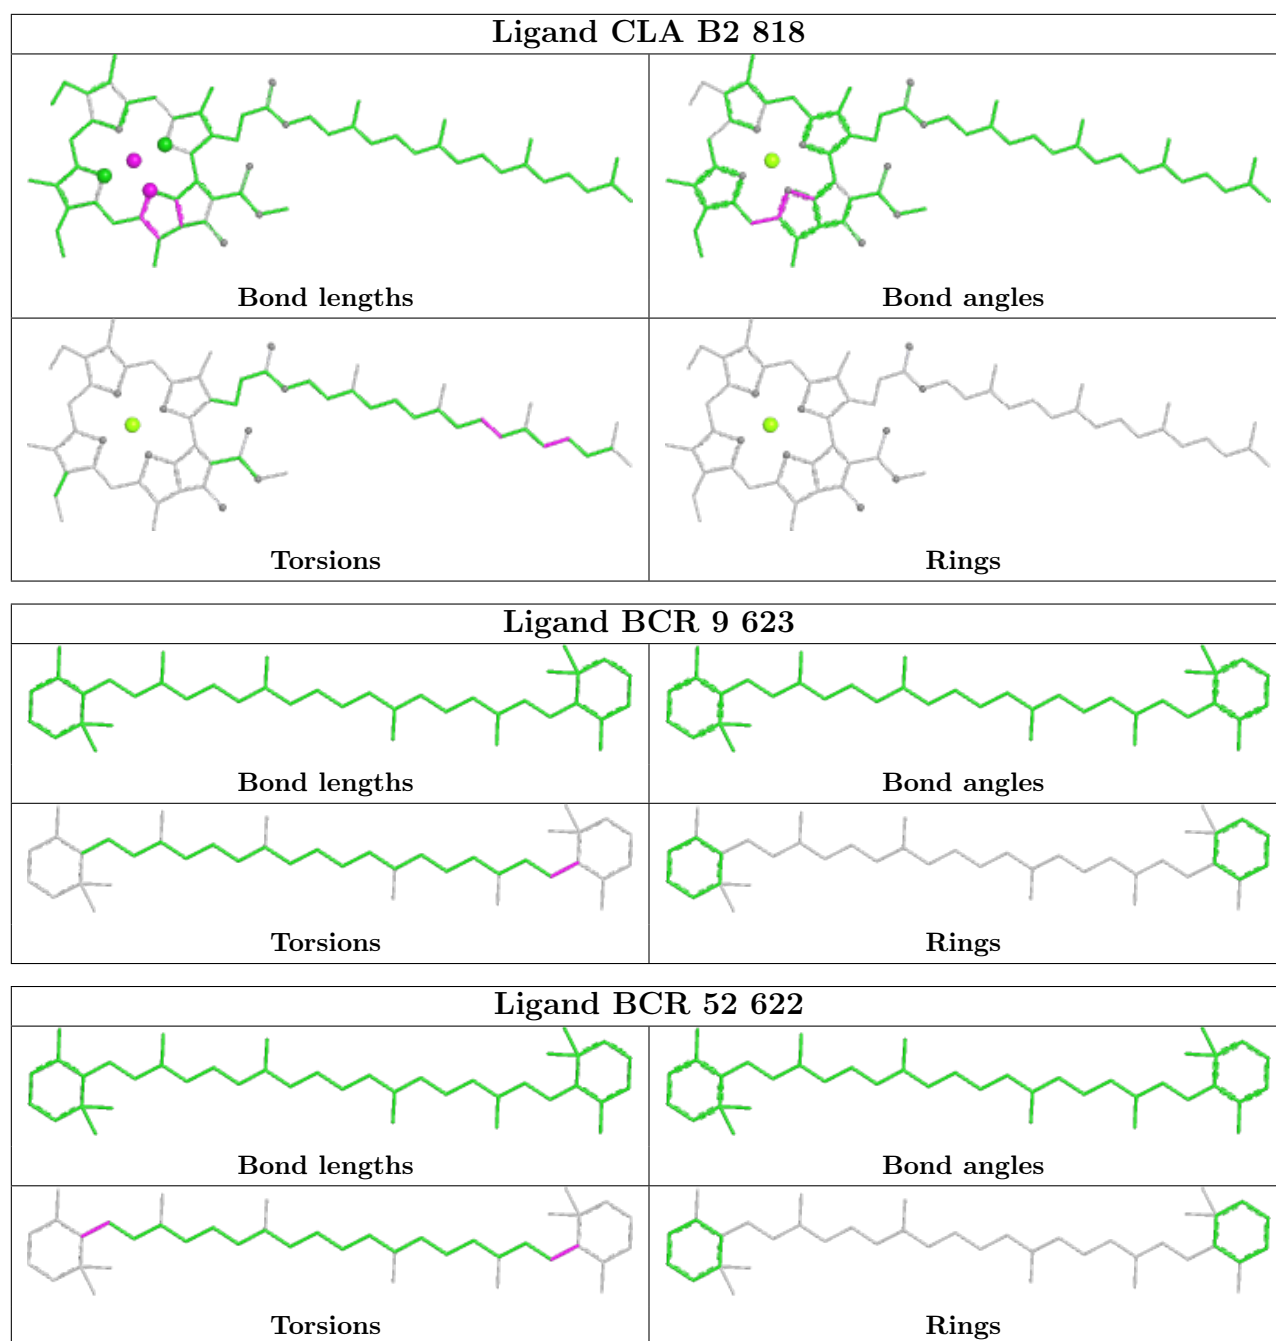 Ligand CLA B2 818
Bond lengths
Bond angles
Torsions
Rings
Ligand BCR 9 623
Bond lengths
Bond angles
Torsions
Rings
Ligand BCR 52 622
Bond lengths
Bond angles
Torsions
Rings